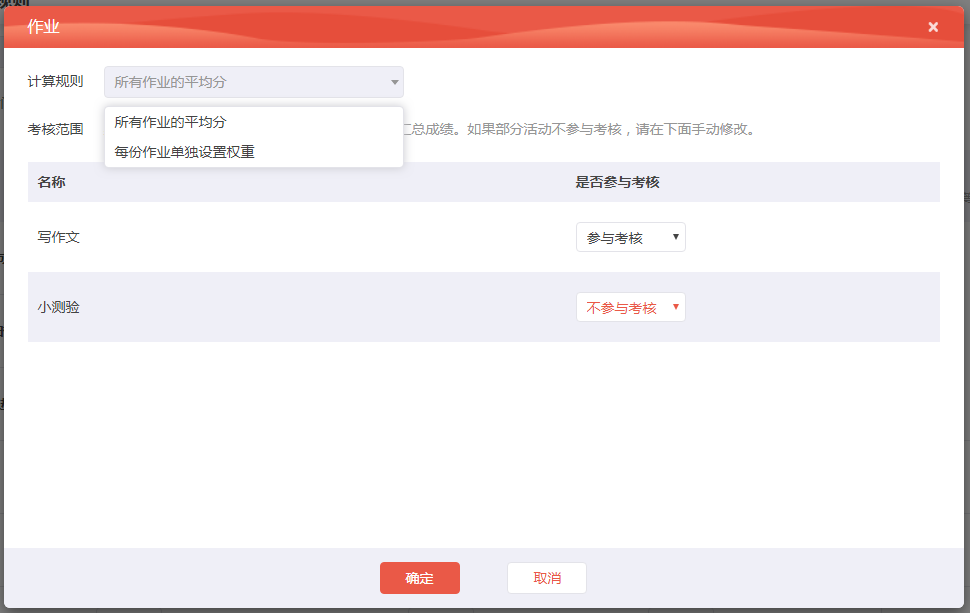 作业
×
计算规则
所有作业的平均分
所有作业的平均分
每份作业单独设置权重
考核范围
汇总成绩。如果部分活动不参与考核，请在下面手动修改。
名称 是否参与考核
写作文 参与考核
小测验 不参与考核
确定 取消